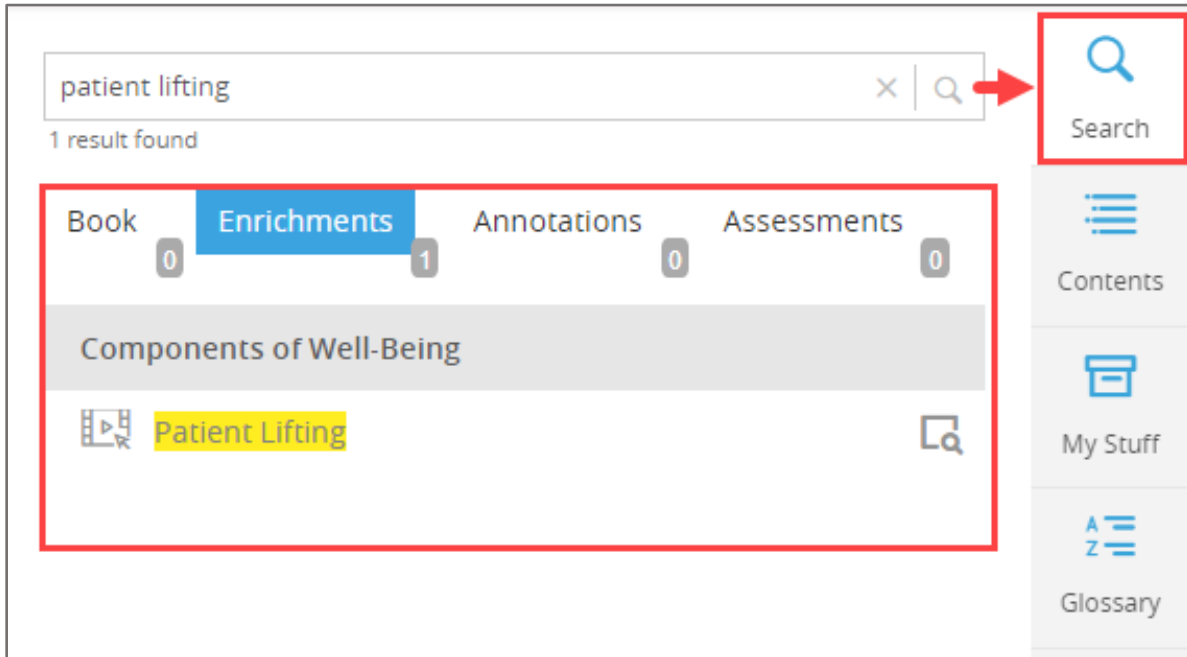 patient lifting
1 result found
Book 0 Enrichments 1 Annotations 0 Assessments 0
Components of Well-Being
Patient Lifting
Search
Contents
My Stuff
A
Z
Glossary